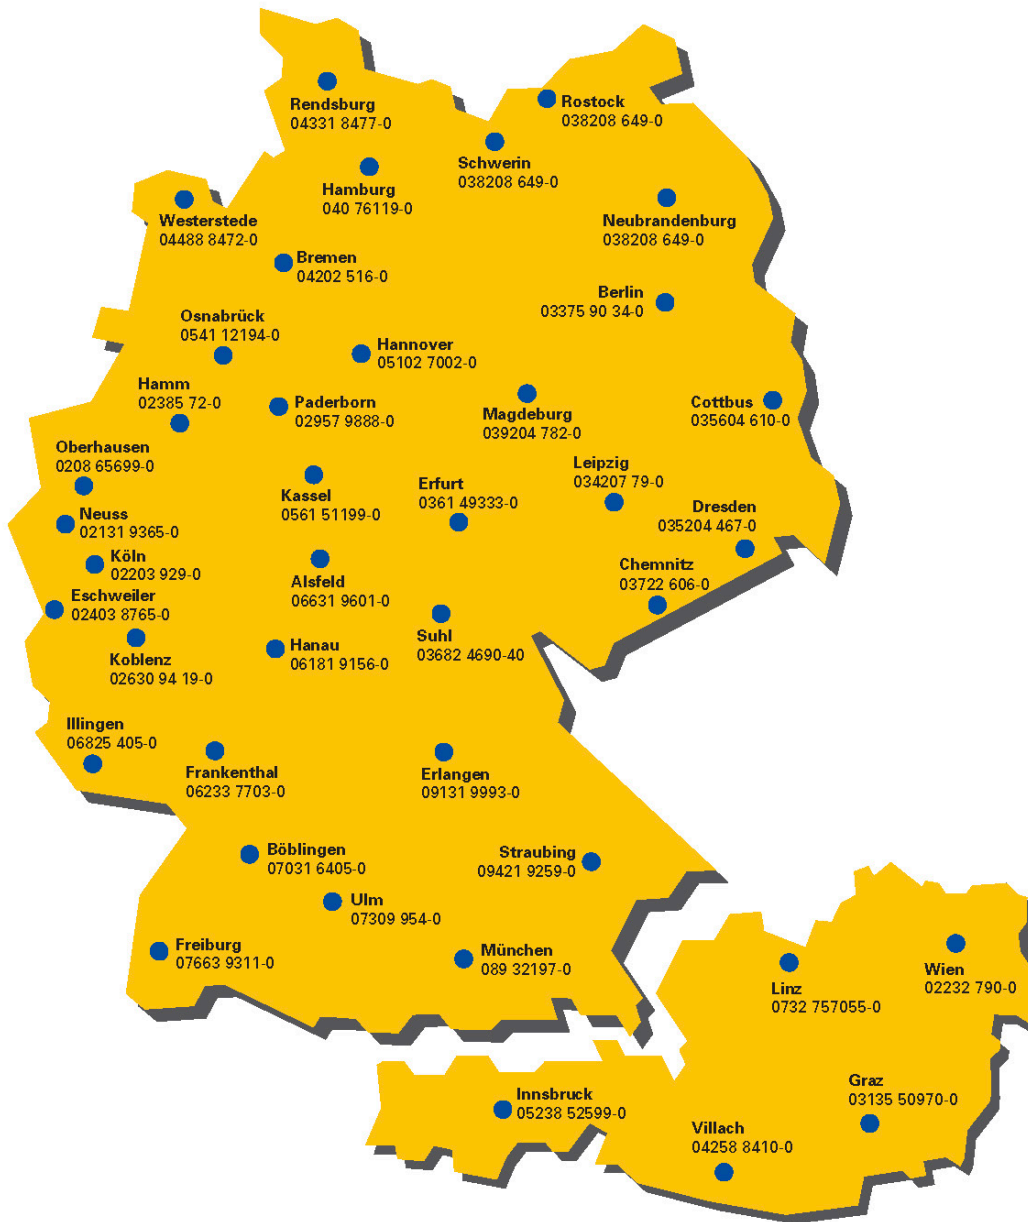 Rendsburg
04331 8477-0
Rostock
038208 649-0
Schwerin
038208 649-0
Hamburg
040 76119-0
Westerstede
04488 8472-0
Neubrandenburg
038208 649-0
Bremen
04202 516-0
Berlin
03375 90 34-0
Osnabrück
0541 12194-0
Hannover
05102 7002-0
Hamm
02385 72-0
Paderborn
02957 9888-0
Magdeburg
039204 782-0
Cottbus
035604 610-0
Oberhausen
0208 65699-0
Leipzig
034207 79-0
Kassel
0561 51199-0
Erfurt
0361 49333-0
Neuss
02131 9365-0
Dresden
035204 467-0
Köln
02203 929-0
Alsfeld
06631 9601-0
Chemnitz
03722 606-0
Eschweiler
02403 8765-0
Suhl
03682 4690-40
Hanau
06181 9156-0
Koblenz
02630 94 19-0
Illingen
06825 405-0
Frankenthal
06233 7703-0
Erlangen
09131 9993-0
Böblingen
07031 6405-0
Straubing
09421 9259-0
Ulm
07309 954-0
Freiburg
07663 9311-0
München
089 32197-0
Linz
0732 757055-0
Wien
02232 790-0
Innsbruck
05238 52599-0
Graz
03135 50970-0
Villach
04258 8410-0